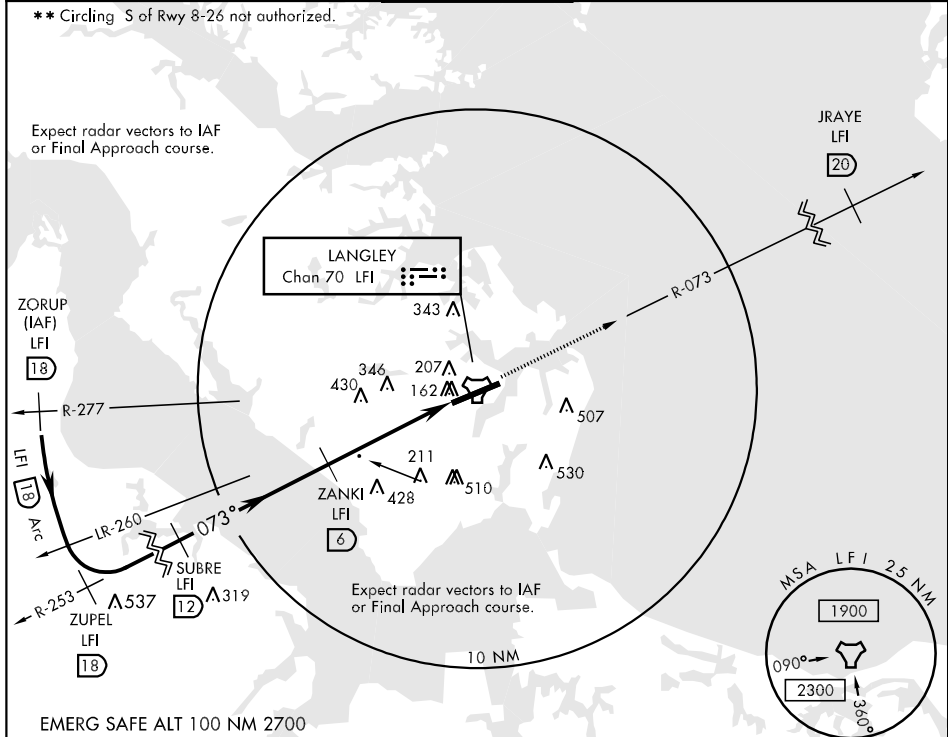 ** Circling S of Rwy 8-26 not authorized.
Expect radar vectors to IAF
or Final Approach course.
JRAYE
LFI
20
LANGLEY
Chan 70 LFI
R-073
343
ZORUP
(IAF)
LFI
18
346
207
430
162
507
R-277
211
530
510
428
ZANKI
LFI
6
LFI
18
Arc
LR-260
073°
SUBRE
LFI
12
319
R-253
537
ZUPEL
LFI
18
Expect radar vectors to IAF
or Final Approach course.
10 NM
MSA LFI 25 NM
1900
090°
2300
360°
EMERG SAFE ALT 100 NM 2700